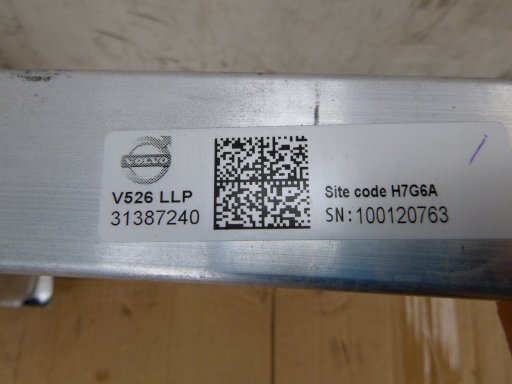 VOLVO
V526 LLP
31387240
Site code H7G6A
SN:100120763